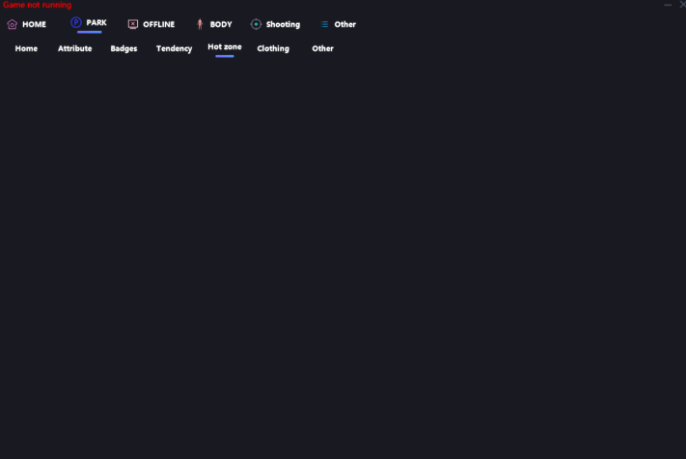 Game not running
HOME PARK OFFLINE BODY Shooting Other
Home Attribute Badges Tendency Hot zone Clothing Other